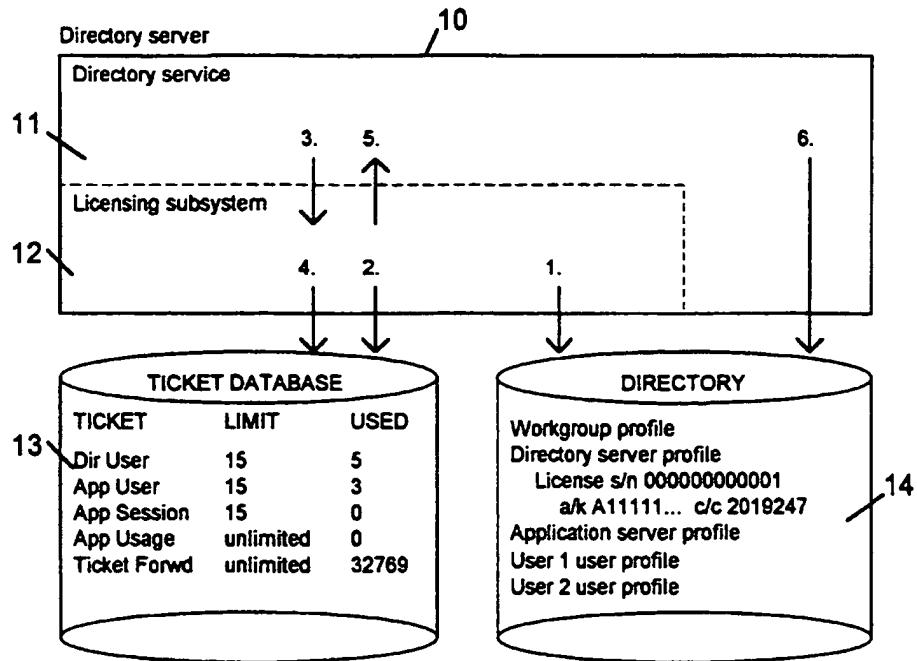 10
Directory server
Directory service
11
3. 5. 6.
Licensing subsystem
12
4. 2. 1.
TICKET DATABASE
TICKET LIMIT USED
13
Dir User 15 5
App User 15 3
App Session 15 0
App Usage unlimited 0
Ticket Forwd unlimited 32769
DIRECTORY
Workgroup profile
Directory server profile
License s/n 000000000001
a/k A11111... c/c 2019247
14
Application server profile
User 1 user profile
User 2 user profile